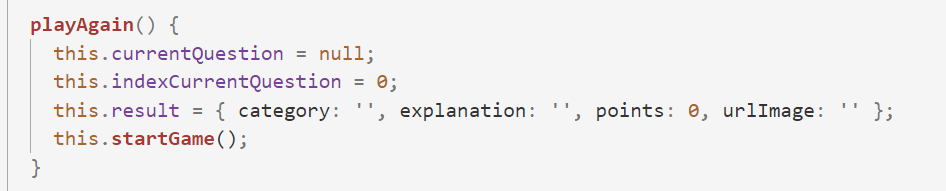 playAgain() {
this.currentQuestion = null;
this.indexCurrentQuestion = 0;
this.result = { category: '', explanation: '', points: 0, urlImage: '' };
this.startGame();
}